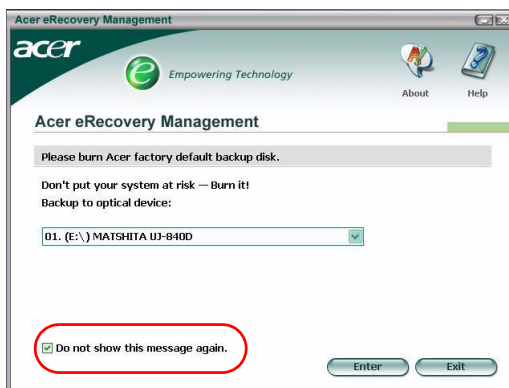 Acer eRecovery Management
acer
e
Empowering Technology
About
Help
Acer eRecovery Management
Please burn Acer factory default backup disk.
Don't put your system at risk — Burn it!
Backup to optical device:
01. (E:\) MATSHITA UJ-840D
Do not show this message again.
Enter
Exit